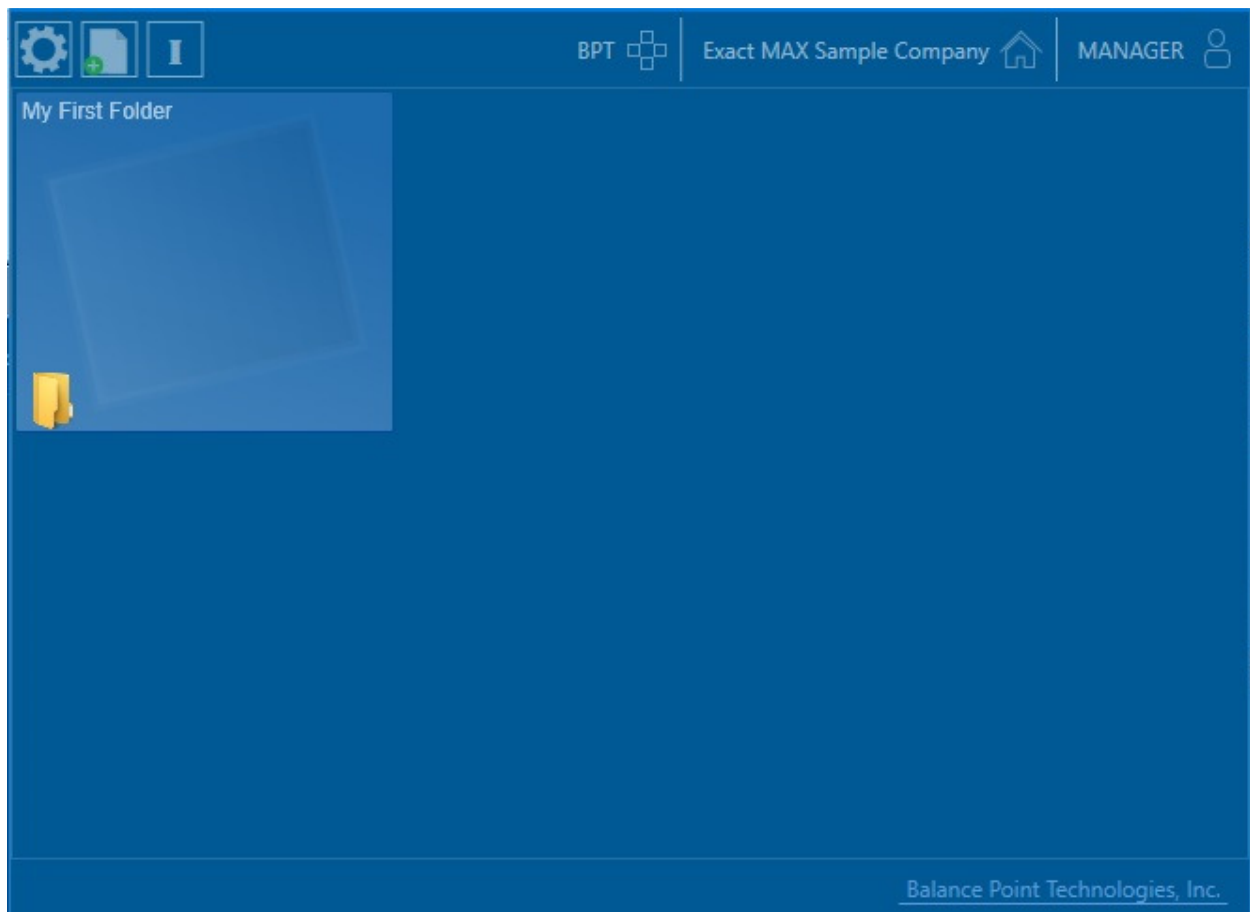 I
BPT
Exact MAX Sample Company
MANAGER
My First Folder
Balance Point Technologies, Inc.